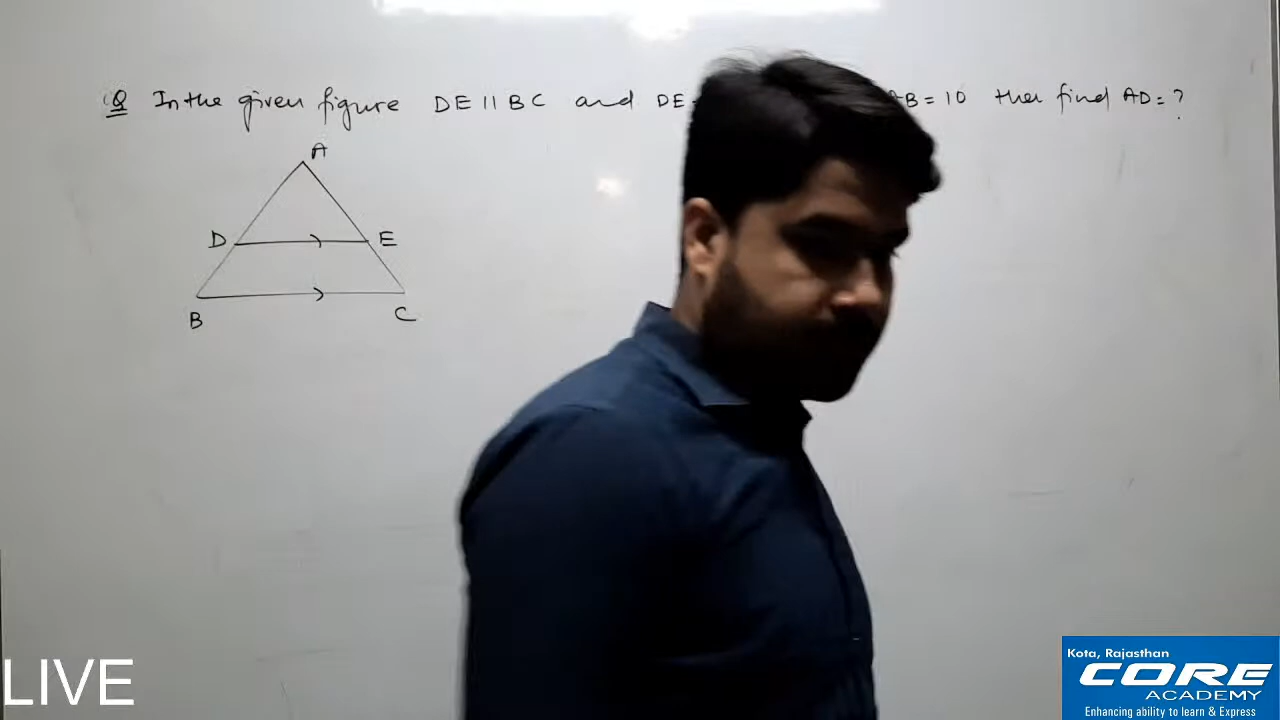 Q In the given figure DE || BC and DE AB = 10 then find AD = ?
A
D E
B C
LIVE
Kota, Rajasthan
CORE
ACADEMY
Enhancing ability to learn & Express